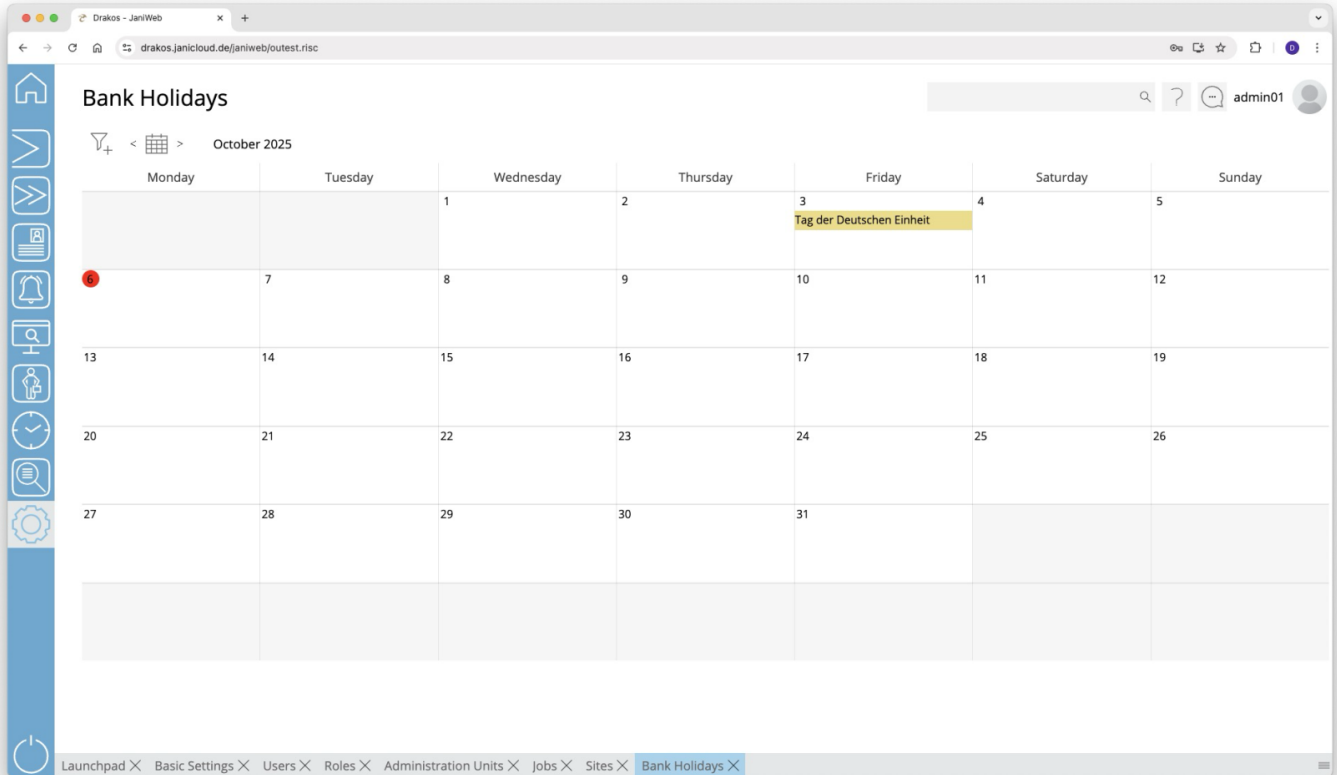 Drakos - JaniWeb
drakos.janicloud.de/janiweb/outest.risc
D
Bank Holidays
?
admin01
< > October 2025
Monday Tuesday Wednesday Thursday Friday Saturday Sunday
1 2 3 4 5
Tag der Deutschen Einheit
6 7 8 9 10 11 12
13 14 15 16 17 18 19
20 21 22 23 24 25 26
27 28 29 30 31
Launchpad Basic Settings Users Roles Administration Units Jobs Sites Bank Holidays